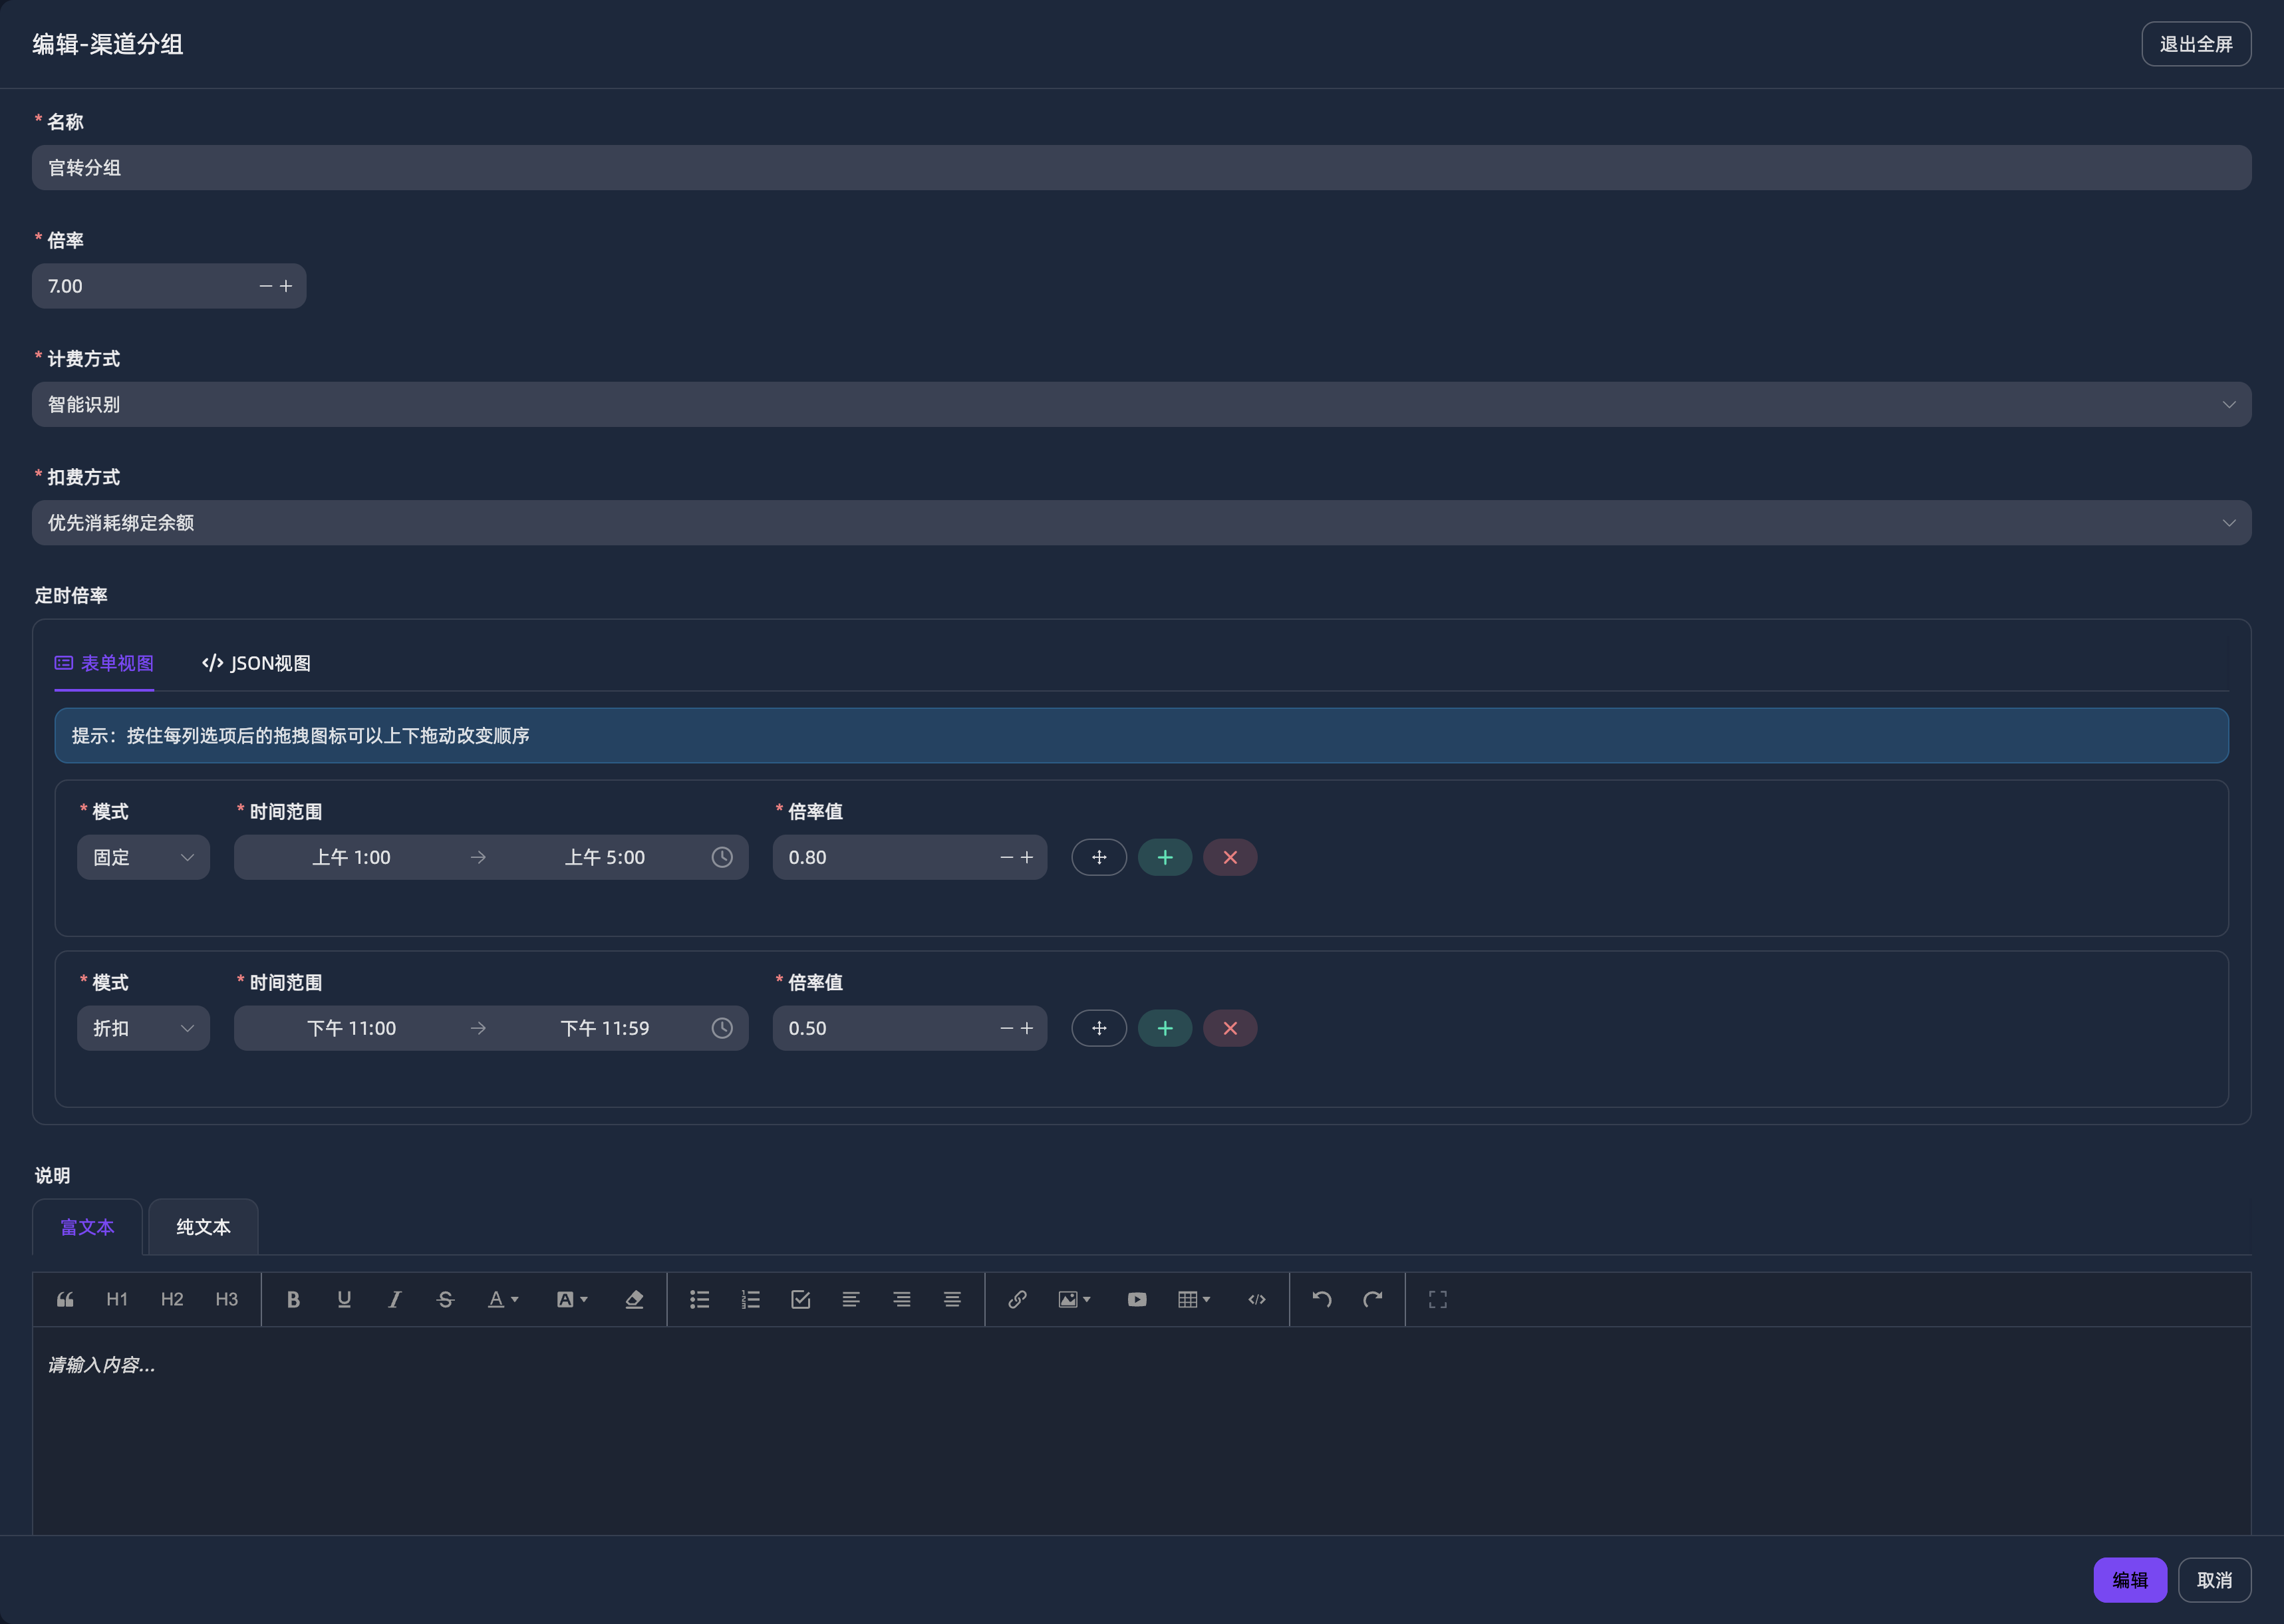 编辑-渠道分组
退出全屏
* 名称
官转分组
* 倍率
7.00
* 计费方式
智能识别
* 扣费方式
优先消耗绑定余额
定时倍率
表单视图 </> JSON视图
提示：按住每列选项后的拖拽图标可以上下拖动改变顺序
* 模式 * 时间范围 * 倍率值
固定 上午 1:00 → 上午 5:00 0.80
* 模式 * 时间范围 * 倍率值
折扣 下午 11:00 → 下午 11:59 0.50
说明
富文本 纯文本
H1 H2 H3 B U I S A A
请输入内容...
编辑 取消